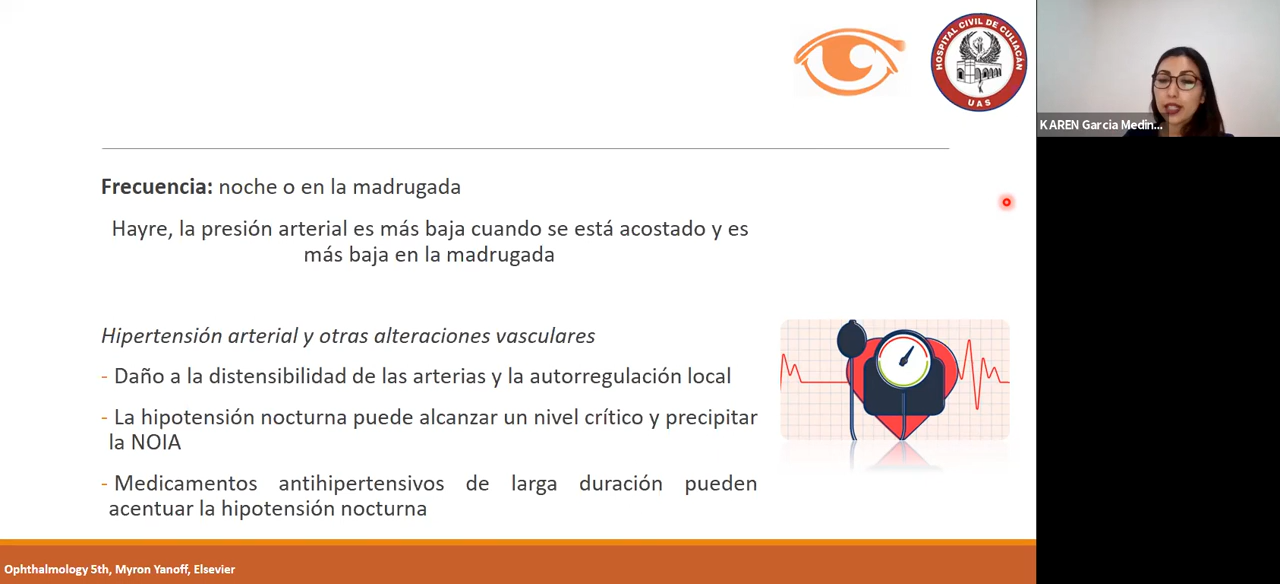 HOSPITAL CIVIL DE CULIACÁN
UAS
KAREN Garcia Medin...
Frecuencia: noche o en la madrugada
Hayre, la presión arterial es más baja cuando se está acostado y es
más baja en la madrugada
Hipertensión arterial y otras alteraciones vasculares
- Daño a la distensibilidad de las arterias y la autorregulación local
- La hipotensión nocturna puede alcanzar un nivel crítico y precipitar
la NOIA
- Medicamentos antihipertensivos de larga duración pueden
acentuar la hipotensión nocturna
Ophthalmology 5th, Myron Yanoff, Elsevier